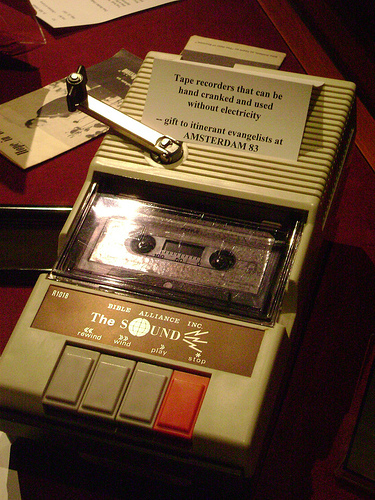 Tape recorders that can be
hand cranked and used
without electricity
-- gift to itinerant evangelists at
AMSTERDAM 83
R1018
BIBLE ALLIANCE INC.
The SOUND
rewind
wind
play
stop